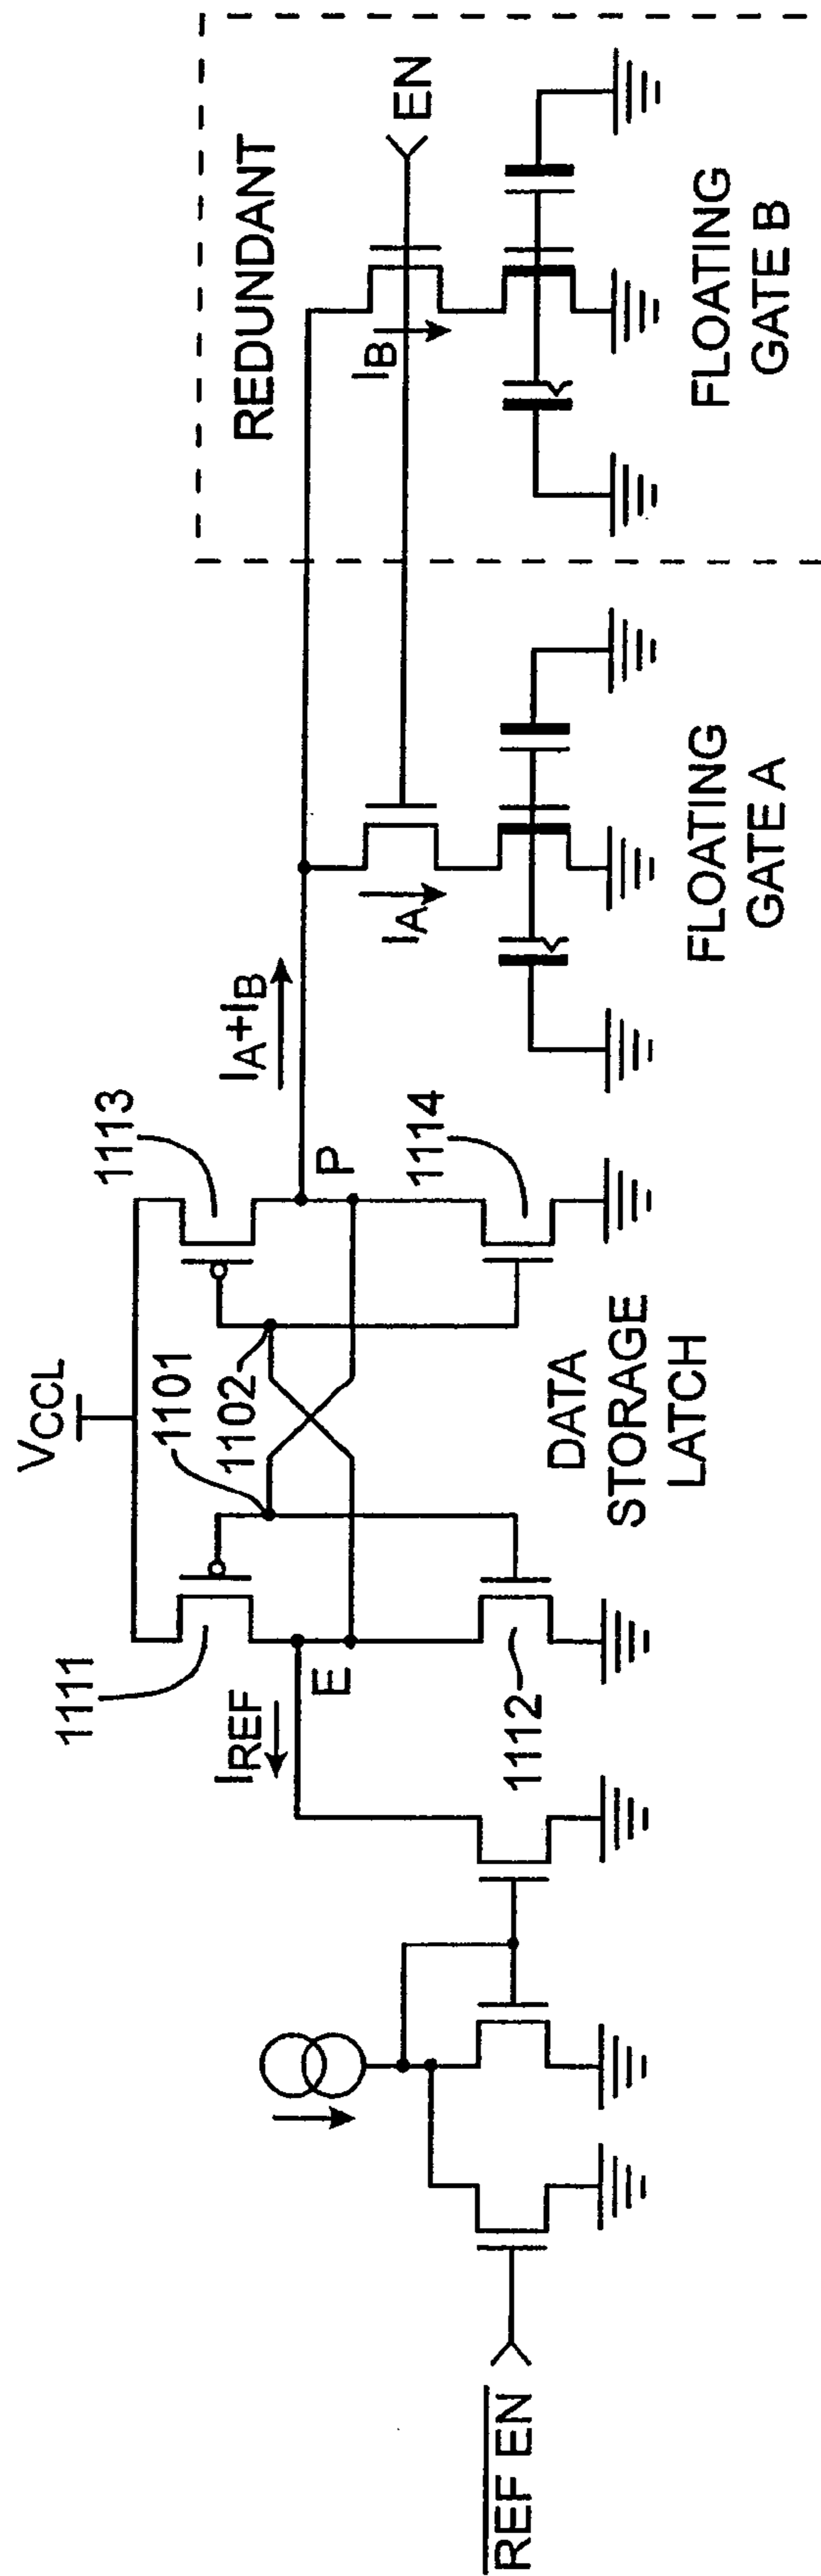 REDUNDANT
EN
I_B
FLOATING
GATE B
I_A+I_B
I_A
FLOATING
GATE A
V_CCL
1113
P
1114
1101
1102
DATA
STORAGE
LATCH
1111
E
I_REF
1112
REF EN